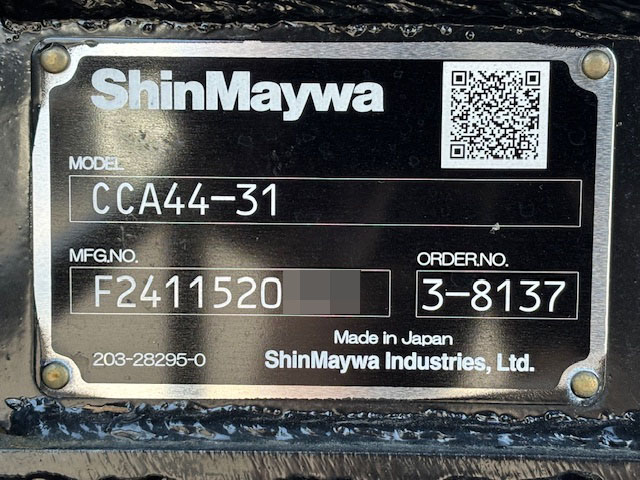 ShinMaywa
MODEL
CCA44-31
MFG.NO.
F2411520
ORDER.NO.
3-8137
Made in Japan
203-28295-0
ShinMaywa Industries, Ltd.